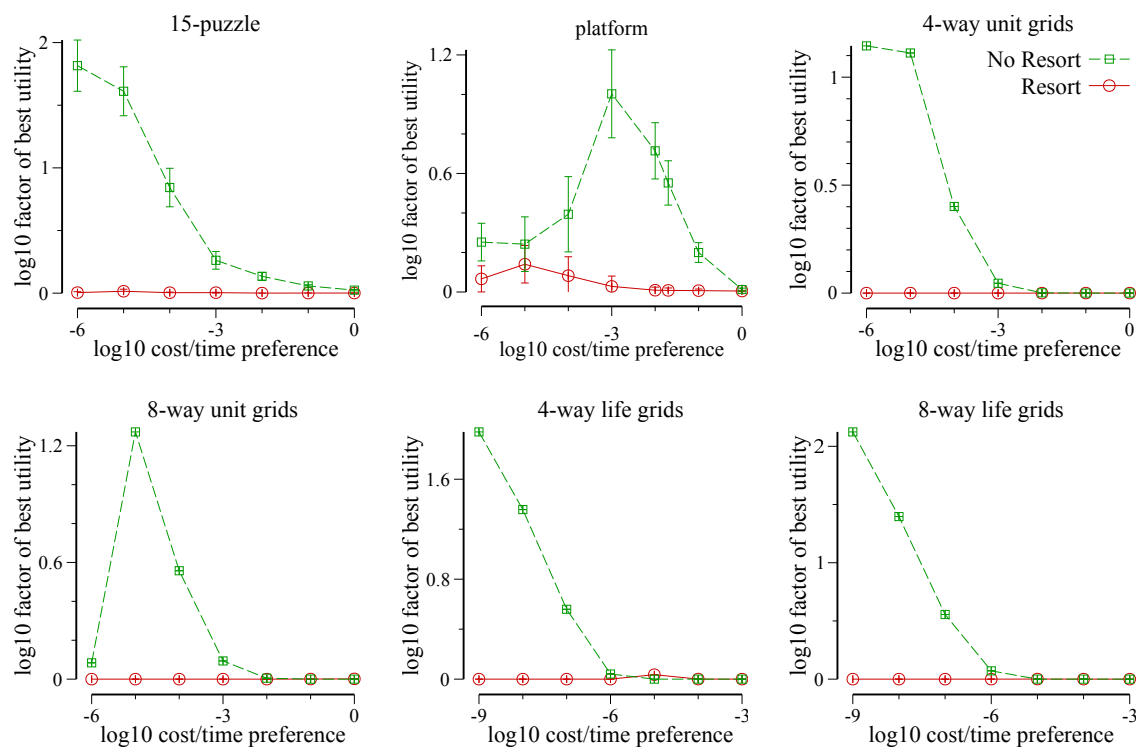 15-puzzle
log10 factor of best utility
2
1
0
-6
-3
0
log10 cost/time preference
platform
log10 factor of best utility
1.2
0.6
0
-6
-3
0
log10 cost/time preference
4-way unit grids
No Resort
Resort
log10 factor of best utility
1
0.5
0
-6
-3
0
log10 cost/time preference
8-way unit grids
log10 factor of best utility
1.2
0.6
0
-6
-3
0
log10 cost/time preference
4-way life grids
log10 factor of best utility
1.6
0.8
0
-9
-6
-3
log10 cost/time preference
8-way life grids
log10 factor of best utility
2
1
0
-9
-6
-3
log10 cost/time preference